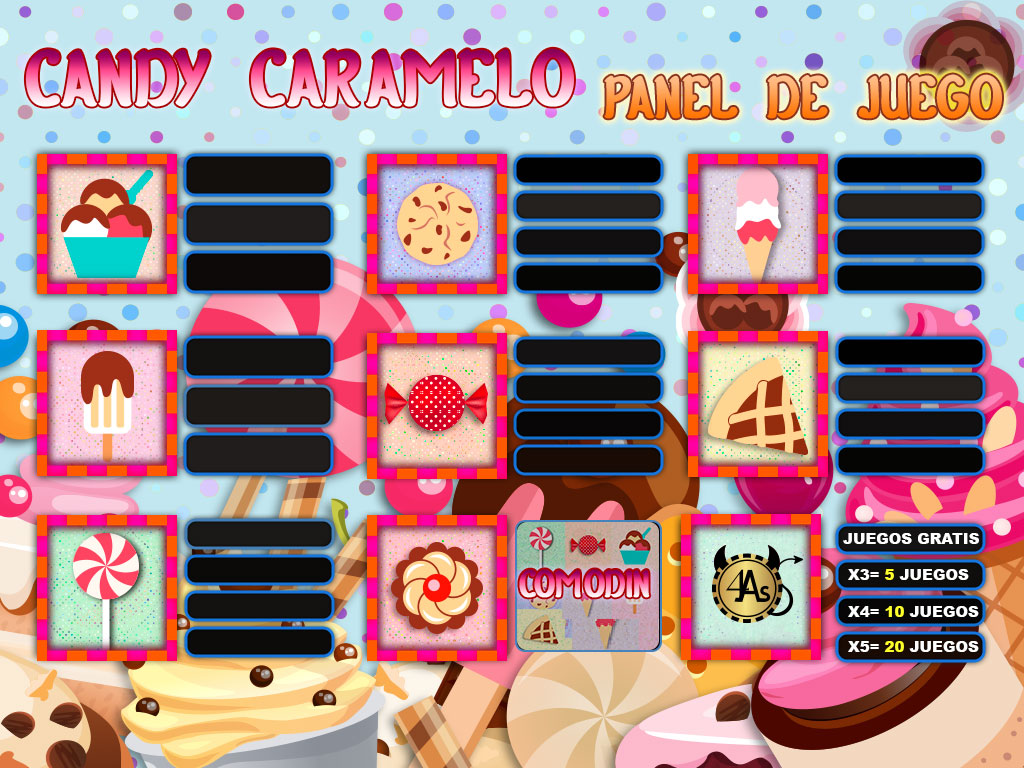 CANDY CARAMELO
PANEL DE JUEGO
COMODIN
4As
JUEGOS GRATIS
X3= 5 JUEGOS
X4= 10 JUEGOS
X5= 20 JUEGOS